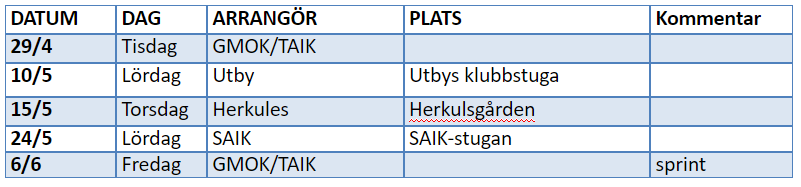 DATUM DAG ARRANGÖR PLATS Kommentar
29/4 Tisdag GMOK/TAIK
10/5 Lördag Utby Utbys klubbstuga
15/5 Torsdag Herkules Herkulsgården
24/5 Lördag SAIK SAIK-stugan
6/6 Fredag GMOK/TAIK sprint